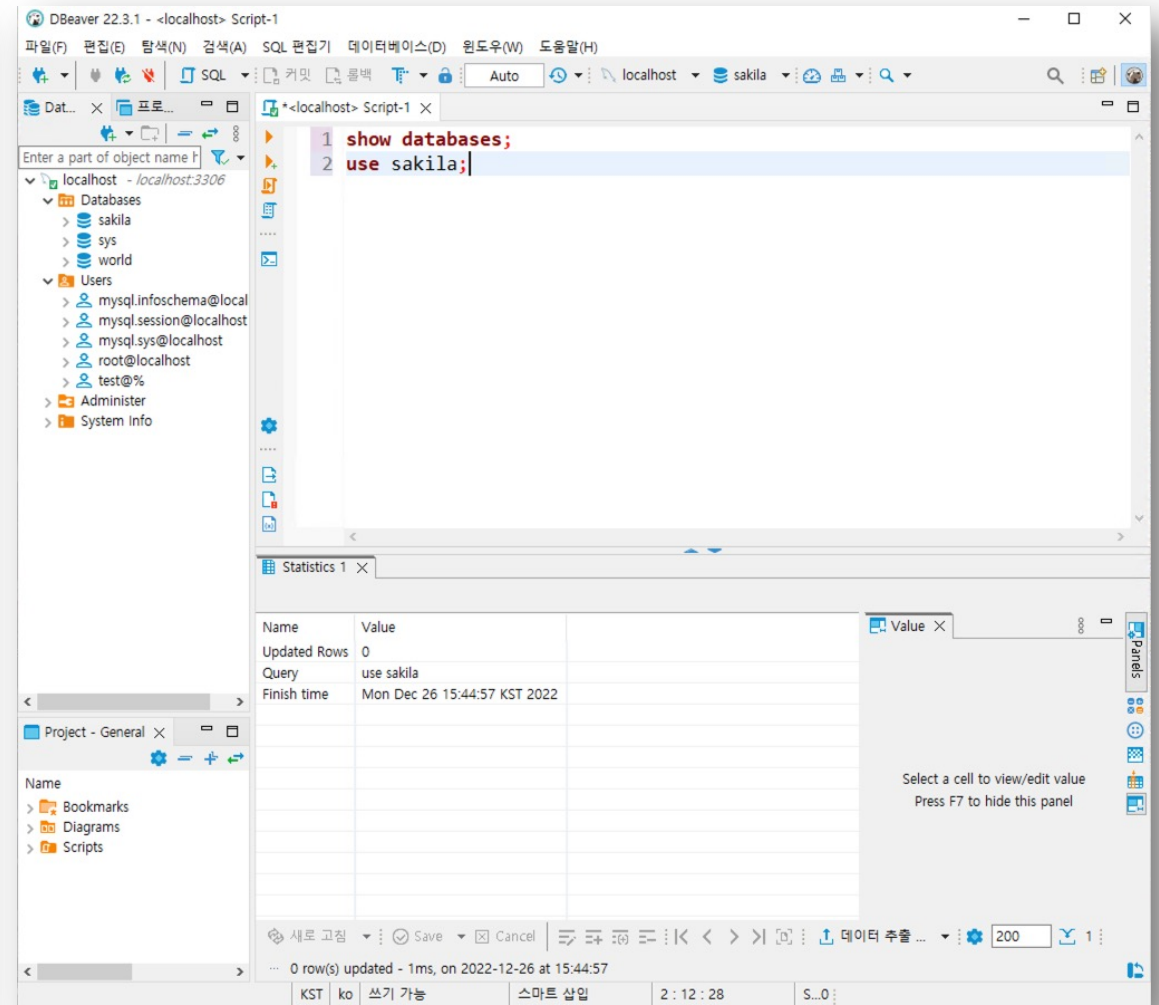 DBeaver 22.3.1 - <localhost> Script-1
파일(F) 편집(E) 탐색(N) 검색(A) SQL 편집기 데이터베이스(D) 윈도우(W) 도움말(H)
SQL 커밋 롤백 Auto localhost sakila
Dat... 프로...
Enter a part of object name h
localhost - localhost:3306
Databases
sakila
sys
world
Users
mysql.infoschema@local
mysql.session@localhost
mysql.sys@localhost
root@localhost
test@%
Administer
System Info
*<localhost> Script-1
1 show databases;
2 use sakila;
Statistics 1
Name Value
Updated Rows 0
Query use sakila
Finish time Mon Dec 26 15:44:57 KST 2022
Value
Select a cell to view/edit value
Press F7 to hide this panel
Panels
Project - General
Name
Bookmarks
Diagrams
Scripts
새로 고침 Save Cancel 데이터 추출 ... 200 1
... 0 row(s) updated - 1ms, on 2022-12-26 at 15:44:57
KST ko 쓰기 가능 스마트 삽입 2 : 12 : 28 S...0